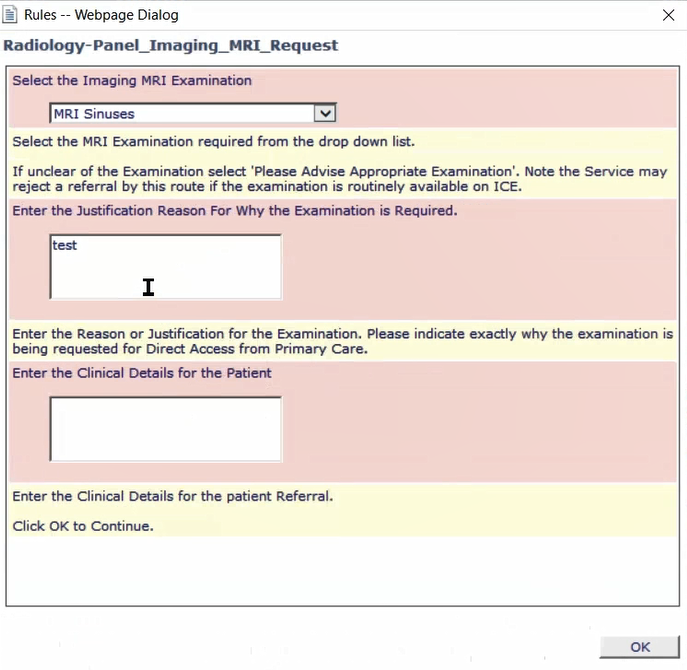 Rules -- Webpage Dialog
Radiology-Panel_Imaging_MRI_Request
Select the Imaging MRI Examination
MRI Sinuses
Select the MRI Examination required from the drop down list.
If unclear of the Examination select 'Please Advise Appropriate Examination'. Note the Service may
reject a referral by this route if the examination is routinely available on ICE.
Enter the Justification Reason For Why the Examination is Required.
test
Enter the Reason or Justification for the Examination. Please indicate exactly why the examination is
being requested for Direct Access from Primary Care.
Enter the Clinical Details for the Patient
Enter the Clinical Details for the patient Referral.
Click OK to Continue.
OK